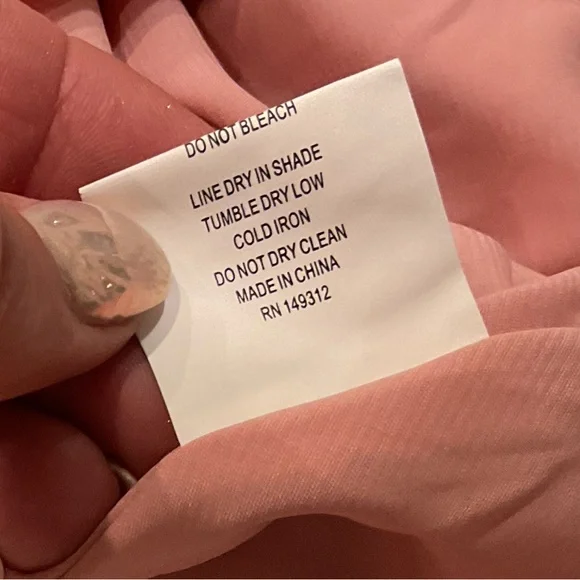 DO NOT BLEACH
LINE DRY IN SHADE
TUMBLE DRY LOW
COLD IRON
DO NOT DRY CLEAN
MADE IN CHINA
RN 149312